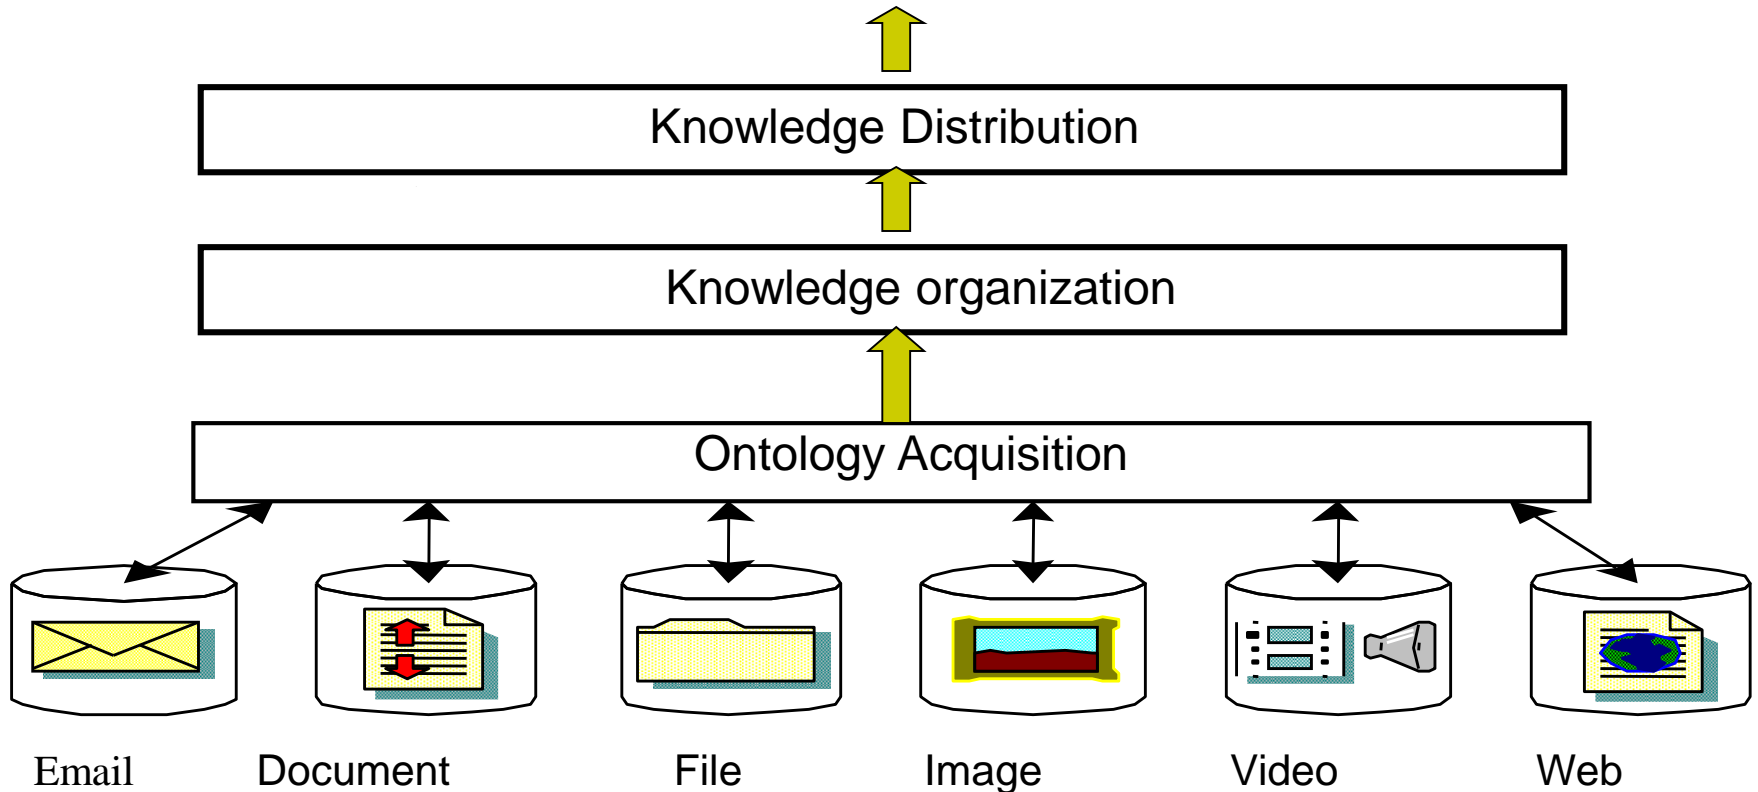 Knowledge Distribution
Knowledge organization
Ontology Acquisition
Email Document File Image Video Web